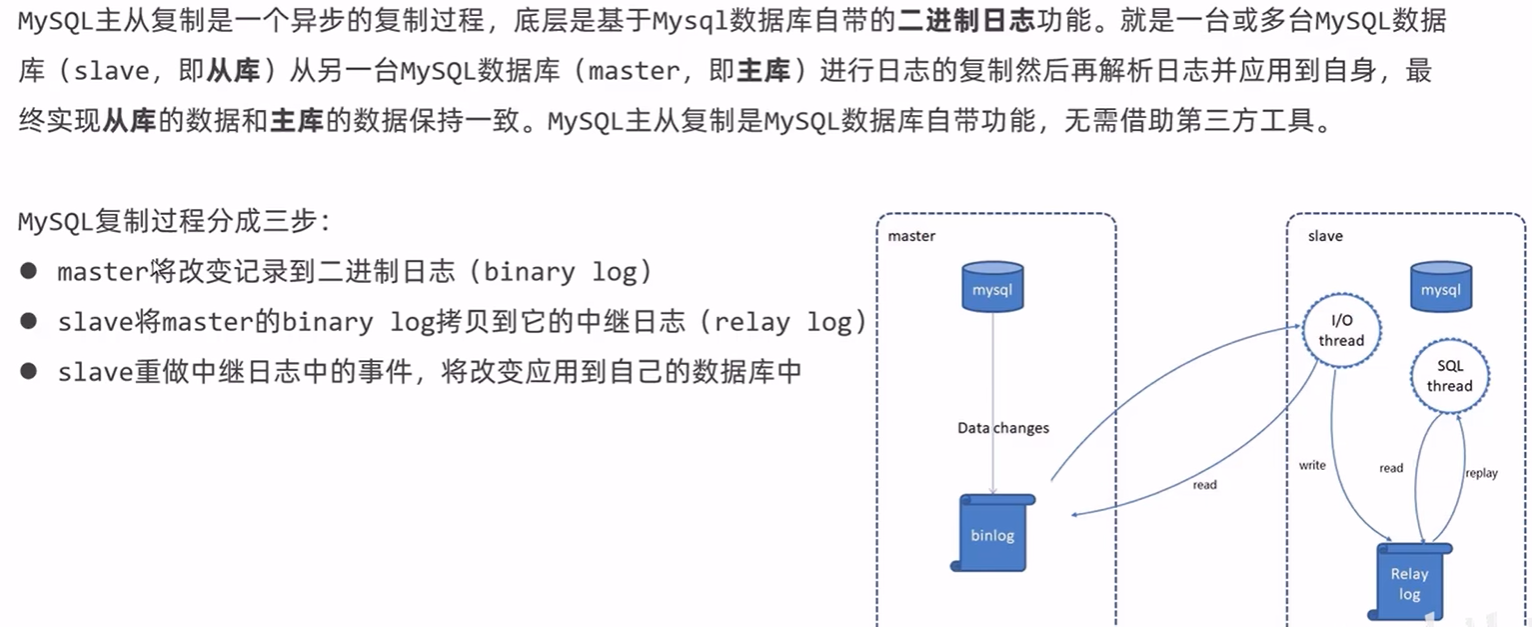 MySQL主从复制是一个异步的复制过程，底层是基于Mysql数据库自带的二进制日志功能。就是一台或多台MySQL数据
库（slave，即从库）从另一台MySQL数据库（master，即主库）进行日志的复制然后再解析日志并应用到自身，最
终实现从库的数据和主库的数据保持一致。MySQL主从复制是MySQL数据库自带功能，无需借助第三方工具。
MySQL复制过程分成三步：
● master将改变记录到二进制日志（binary log）
● slave将master的binary log拷贝到它的中继日志（relay log）
● slave重做中继日志中的事件，将改变应用到自己的数据库中
master
mysql
Data changes
binlog
read
slave
mysql
I/O
thread
SQL
thread
write
read
replay
Relay
log